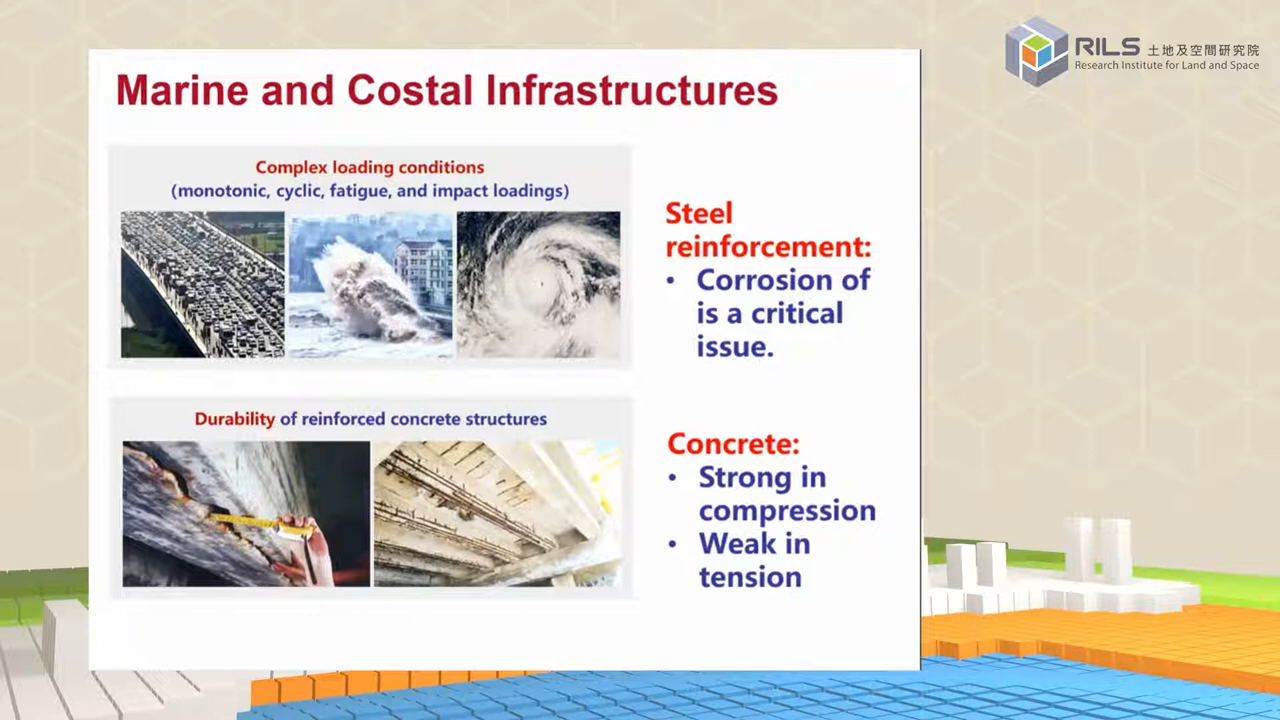 RILS 土地及空間研究院
Research Institute for Land and Space
Marine and Costal Infrastructures
Complex loading conditions
(monotonic, cyclic, fatigue, and impact loadings)
Steel
reinforcement:
• Corrosion of
is a critical
issue.
Durability of reinforced concrete structures
Concrete:
• Strong in
compression
• Weak in
tension